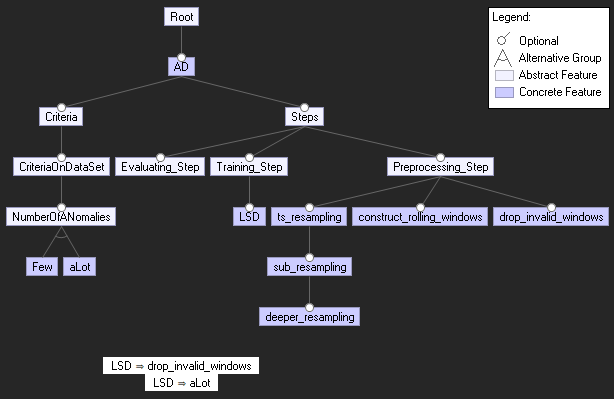 Root
Legend:
Optional
Alternative Group
Abstract Feature
Concrete Feature
AD
Criteria
Steps
CriteriaOnDataSet
Evaluating_Step
Training_Step
Preprocessing_Step
NumberOfANomalies
LSD
ts_resampling
construct_rolling_windows
drop_invalid_windows
Few
aLot
sub_resampling
deeper_resampling
LSD ⇒ drop_invalid_windows
LSD ⇒ aLot